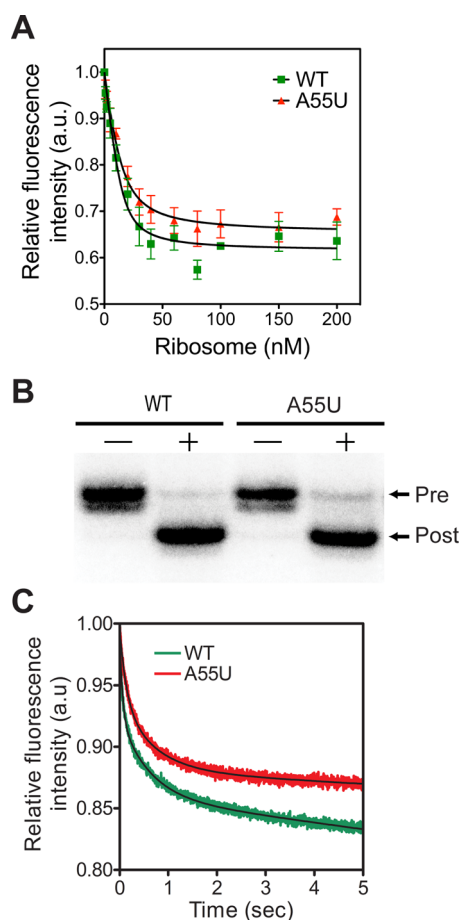 A
Relative fluorescence
intensity (a.u.)
1.0
0.9
0.8
0.7
0.6
0.5
WT
A55U
0 50 100 150 200
Ribosome (nM)
B
WT A55U
— + — +
Pre
Post
C
Relative fluorescence
intensity (a.u)
1.00
0.95
0.90
0.85
0.80
WT
A55U
0 1 2 3 4 5
Time (sec)